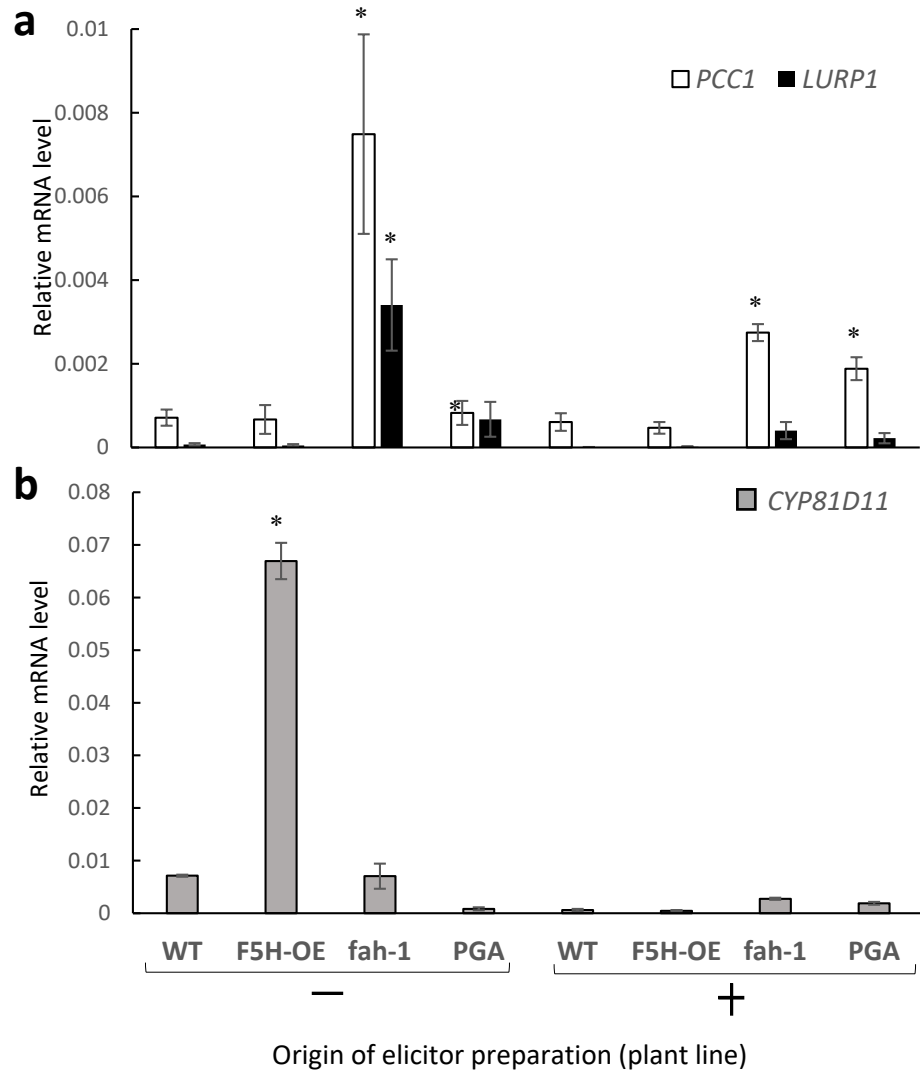 a
Relative mRNA level
0.01
0.008
0.006
0.004
0.002
0
PCC1 LURP1
*
*
*
*
*
b
Relative mRNA level
0.08
0.07
0.06
0.05
0.04
0.03
0.02
0.01
0
CYP81D11
*
WT F5H-OE fah-1 PGA WT F5H-OE fah-1 PGA
— +
Origin of elicitor preparation (plant line)